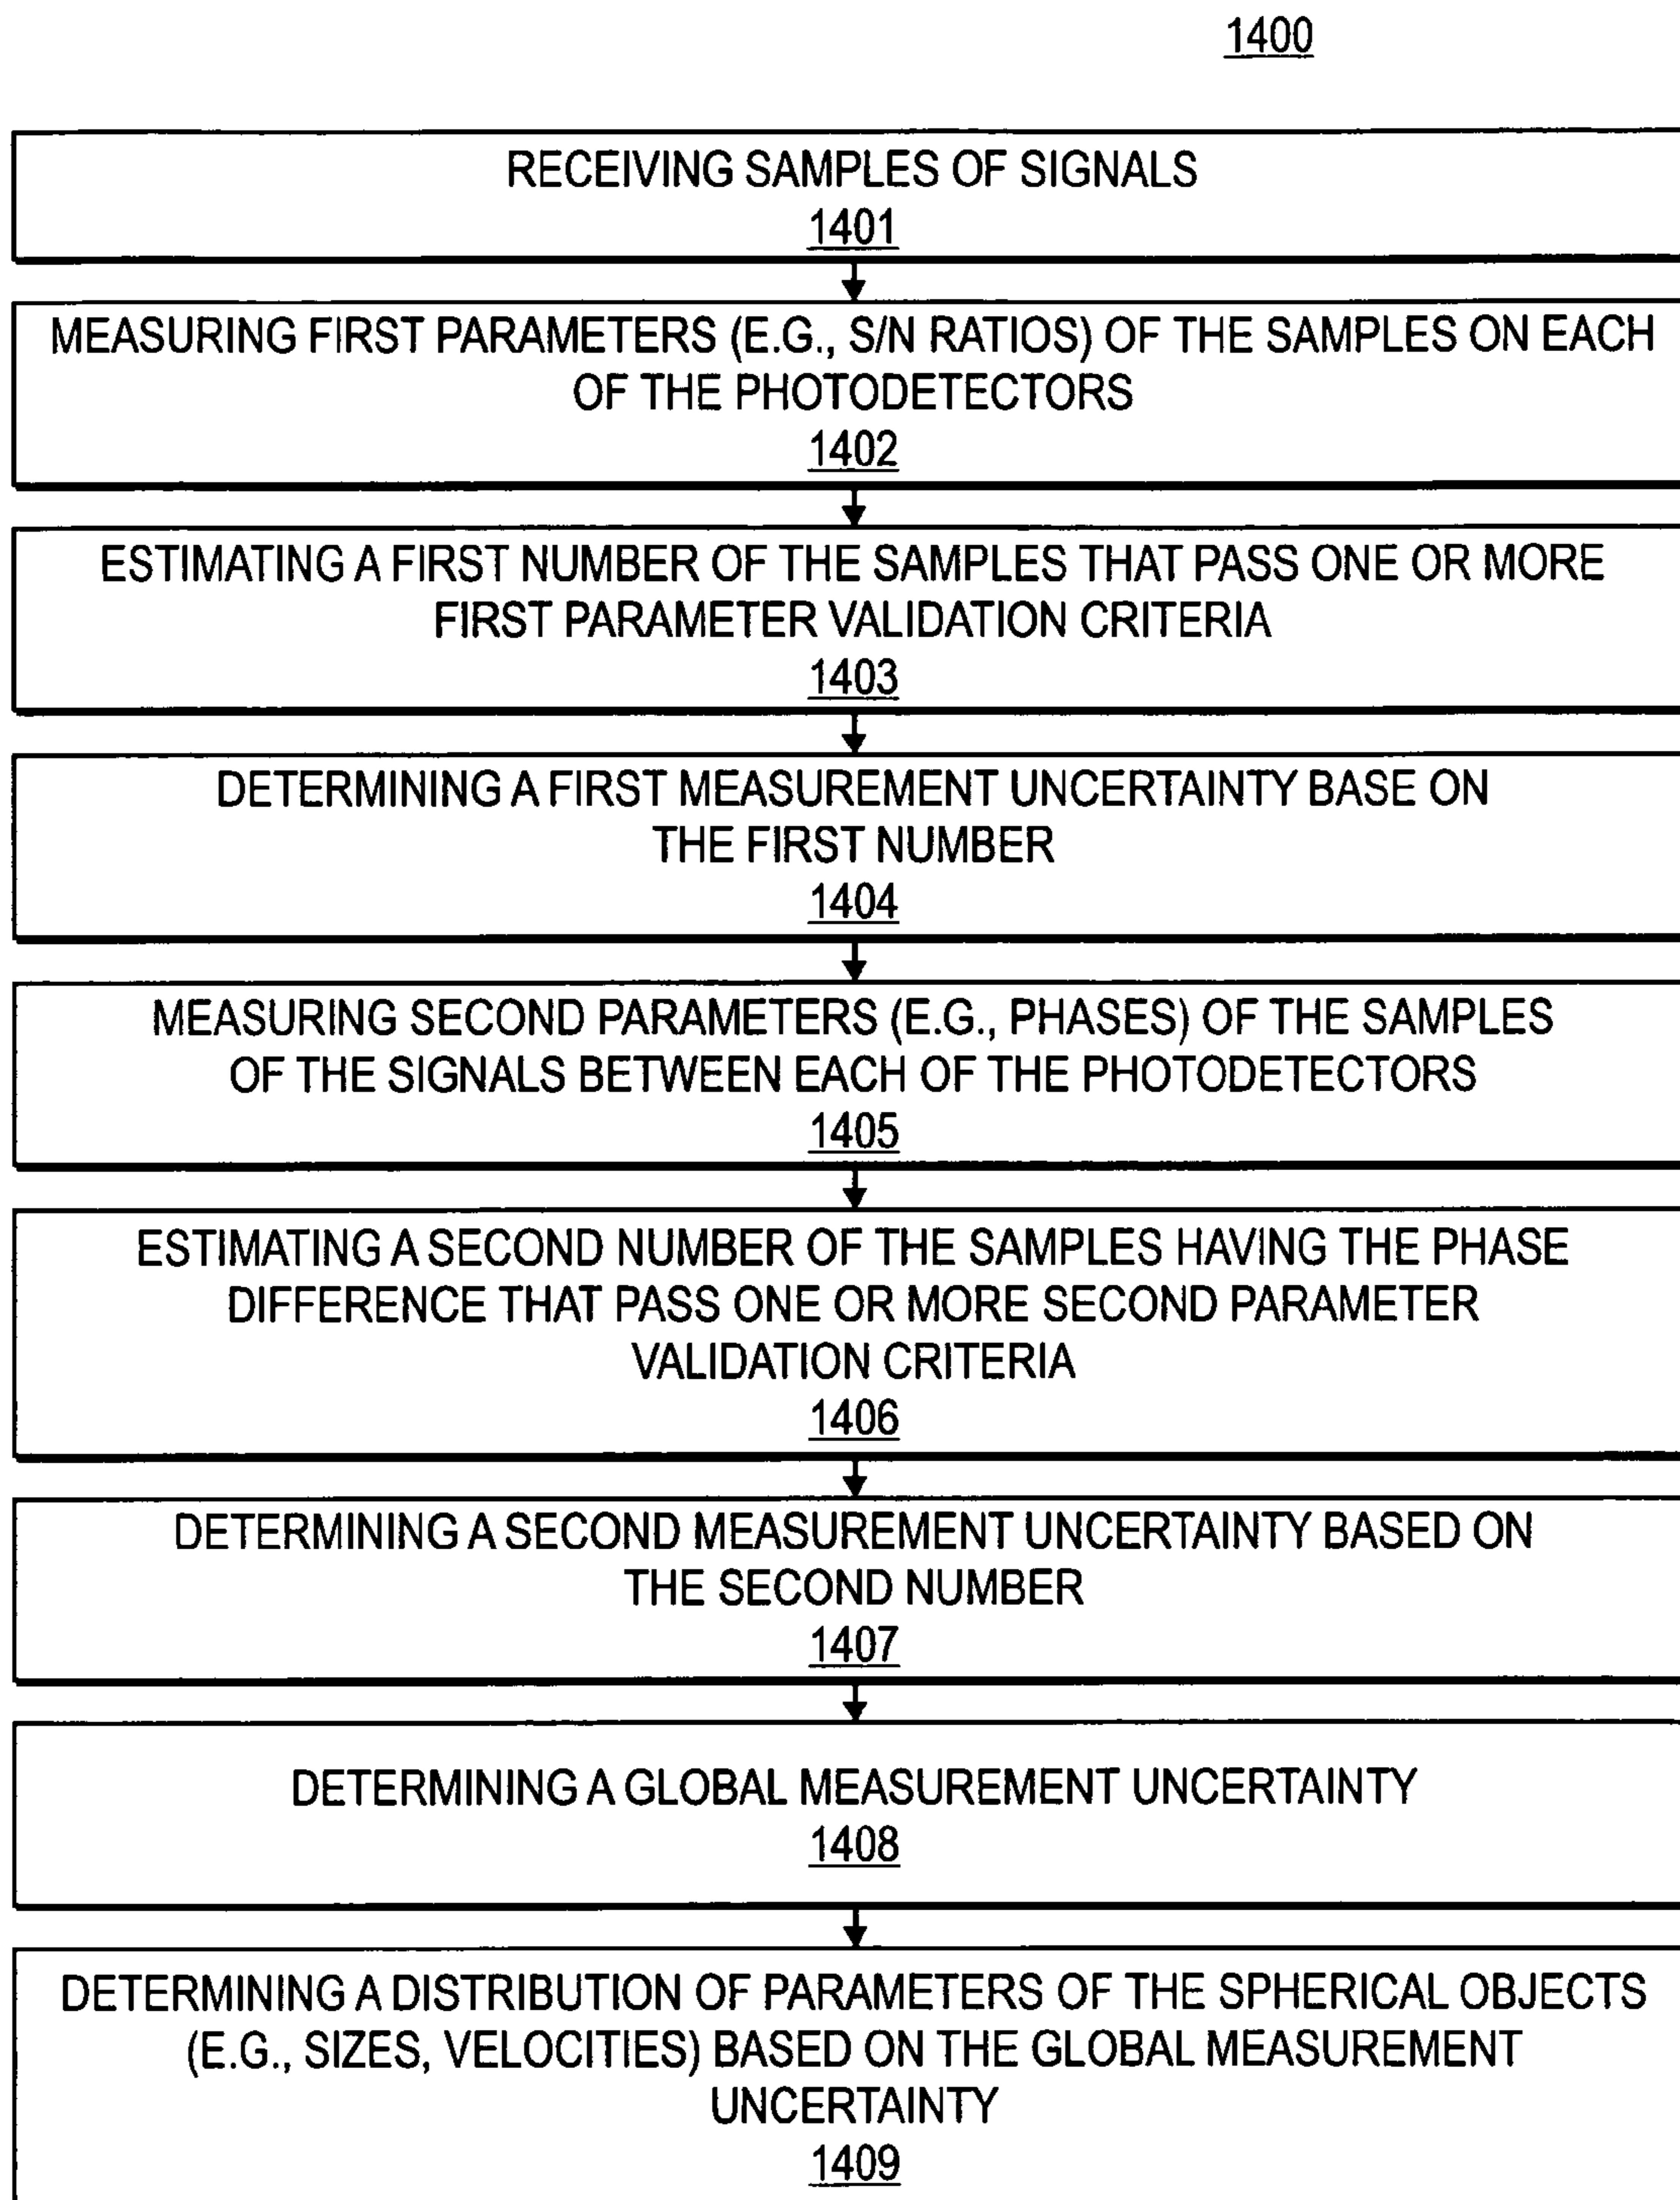 1400
RECEIVING SAMPLES OF SIGNALS
1401
MEASURING FIRST PARAMETERS (E.G., S/N RATIOS) OF THE SAMPLES ON EACH
OF THE PHOTODETECTORS
1402
ESTIMATING A FIRST NUMBER OF THE SAMPLES THAT PASS ONE OR MORE
FIRST PARAMETER VALIDATION CRITERIA
1403
DETERMINING A FIRST MEASUREMENT UNCERTAINTY BASE ON
THE FIRST NUMBER
1404
MEASURING SECOND PARAMETERS (E.G., PHASES) OF THE SAMPLES
OF THE SIGNALS BETWEEN EACH OF THE PHOTODETECTORS
1405
ESTIMATING A SECOND NUMBER OF THE SAMPLES HAVING THE PHASE
DIFFERENCE THAT PASS ONE OR MORE SECOND PARAMETER
VALIDATION CRITERIA
1406
DETERMINING A SECOND MEASUREMENT UNCERTAINTY BASED ON
THE SECOND NUMBER
1407
DETERMINING A GLOBAL MEASUREMENT UNCERTAINTY
1408
DETERMINING A DISTRIBUTION OF PARAMETERS OF THE SPHERICAL OBJECTS
(E.G., SIZES, VELOCITIES) BASED ON THE GLOBAL MEASUREMENT
UNCERTAINTY
1409